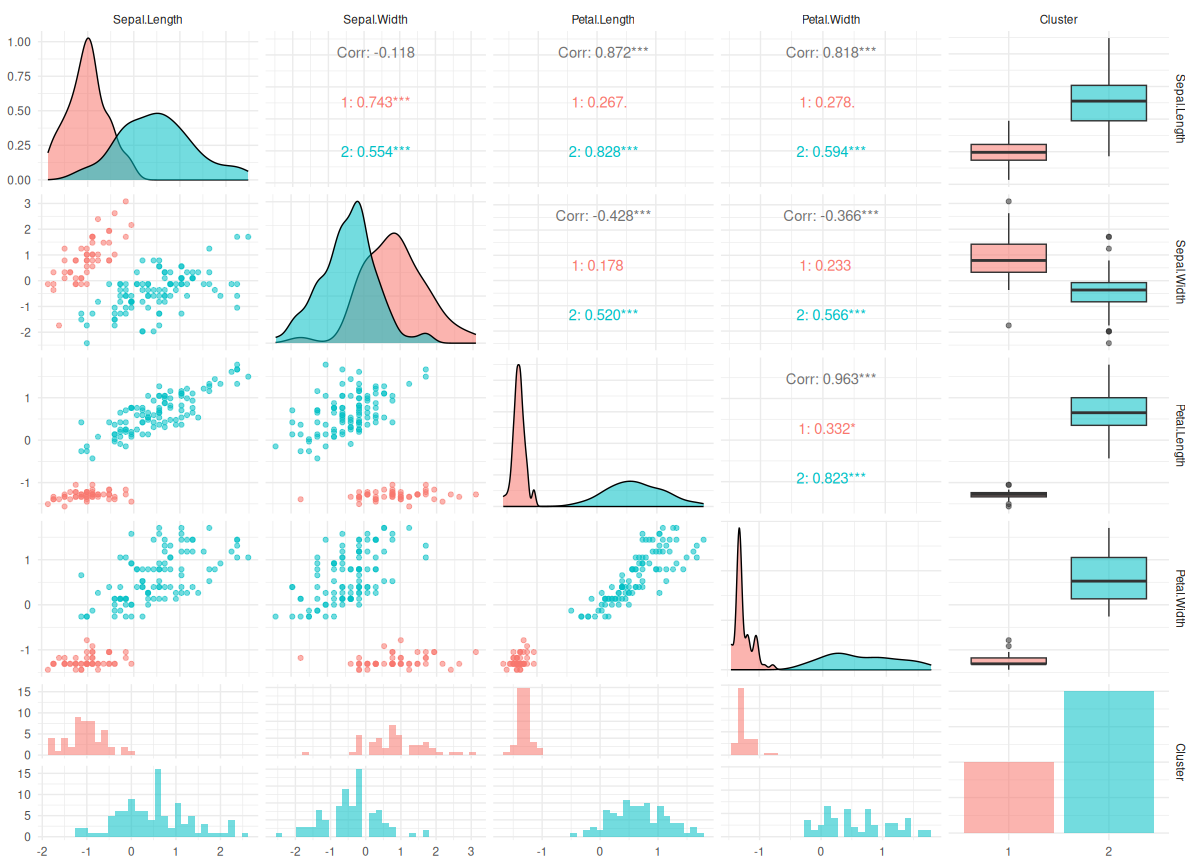 Sepal.Length Sepal.Width Petal.Length Petal.Width Cluster
1.00 Corr: -0.118 Corr: 0.872*** Corr: 0.818***
0.75
1: 0.743*** 1: 0.267. 1: 0.278. Sepal.Length
0.50
0.25 2: 0.554*** 2: 0.828*** 2: 0.594***
0.00
3 Corr: -0.428*** Corr: -0.366***
2
1 1: 0.178 1: 0.233 Sepal.Width
0
-1 2: 0.520*** 2: 0.566***
-2
Corr: 0.963***
1
1: 0.332* Petal.Length
0
-1 2: 0.823***
1
0 Petal.Width
-1
15
10
5
0 Cluster
15
10
5
0
-2 -1 0 1 2 -2 -1 0 1 2 3 -1 0 1 -1 0 1 1 2